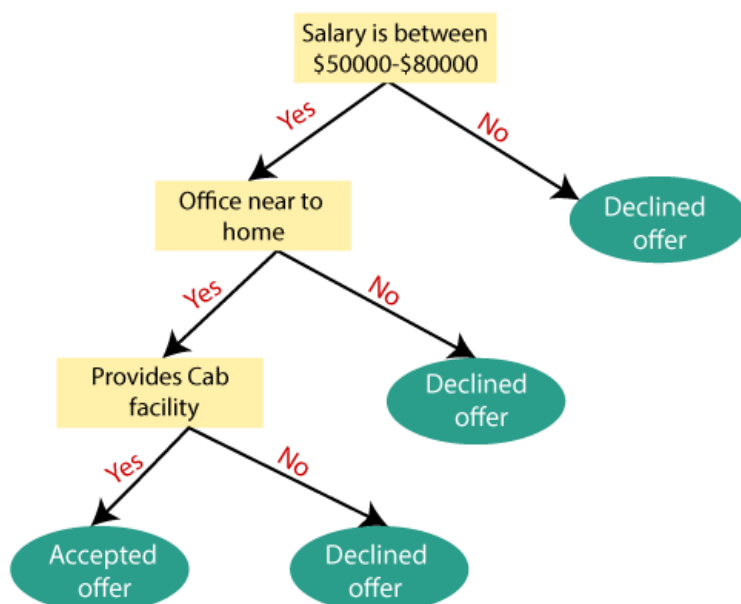 Salary is between
$50000-$80000
Yes
No
Office near to
home
Declined
offer
Yes
No
Provides Cab
facility
Declined
offer
Yes
No
Accepted
offer
Declined
offer